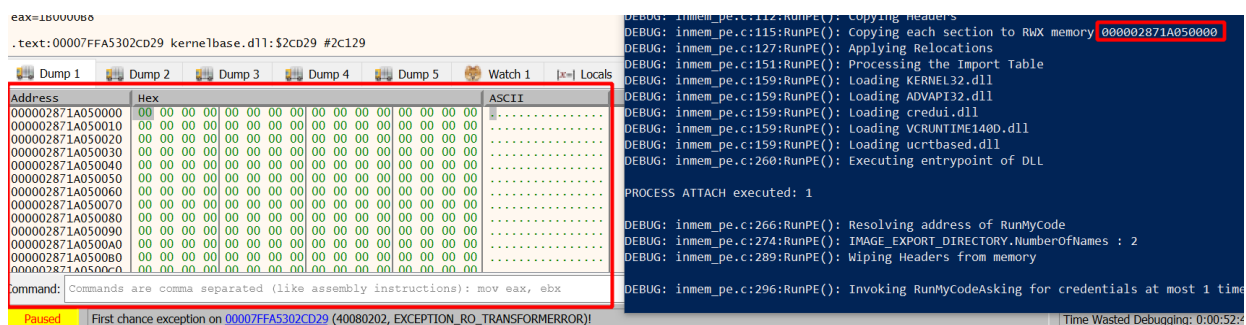 eax=1B0000B8
.text:00007FFA5302CD29 kernelbase.dll:$2CD29 #2C129
Dump 1 Dump 2 Dump 3 Dump 4 Dump 5 Watch 1 [x=] Locals
Address Hex ASCII
000002871A050000 00 00 00 00 00 00 00 00 00 00 00 00 00 00 00 00 ................
000002871A050010 00 00 00 00 00 00 00 00 00 00 00 00 00 00 00 00 ................
000002871A050020 00 00 00 00 00 00 00 00 00 00 00 00 00 00 00 00 ................
000002871A050030 00 00 00 00 00 00 00 00 00 00 00 00 00 00 00 00 ................
000002871A050040 00 00 00 00 00 00 00 00 00 00 00 00 00 00 00 00 ................
000002871A050050 00 00 00 00 00 00 00 00 00 00 00 00 00 00 00 00 ................
000002871A050060 00 00 00 00 00 00 00 00 00 00 00 00 00 00 00 00 ................
000002871A050070 00 00 00 00 00 00 00 00 00 00 00 00 00 00 00 00 ................
000002871A050080 00 00 00 00 00 00 00 00 00 00 00 00 00 00 00 00 ................
000002871A050090 00 00 00 00 00 00 00 00 00 00 00 00 00 00 00 00 ................
000002871A0500A0 00 00 00 00 00 00 00 00 00 00 00 00 00 00 00 00 ................
000002871A0500B0 00 00 00 00 00 00 00 00 00 00 00 00 00 00 00 00 ................
000002871A0500C0 00 00 00 00 00 00 00 00 00 00 00 00 00 00 00 00 ................
Command: Commands are comma separated (like assembly instructions): mov eax, ebx
Paused First chance exception on 00007FFA5302CD29 (40080202, EXCEPTION_RO_TRANSFORMERROR)!
DEBUG: inmem_pe.c:112:RunPE(): Copying Headers
DEBUG: inmem_pe.c:115:RunPE(): Copying each section to RWX memory 000002871A050000
DEBUG: inmem_pe.c:127:RunPE(): Applying Relocations
DEBUG: inmem_pe.c:151:RunPE(): Processing the Import Table
DEBUG: inmem_pe.c:159:RunPE(): Loading KERNEL32.dll
DEBUG: inmem_pe.c:159:RunPE(): Loading ADVAPI32.dll
DEBUG: inmem_pe.c:159:RunPE(): Loading credui.dll
DEBUG: inmem_pe.c:159:RunPE(): Loading VCRUNTIME140D.dll
DEBUG: inmem_pe.c:159:RunPE(): Loading ucrtbased.dll
DEBUG: inmem_pe.c:260:RunPE(): Executing entrypoint of DLL
PROCESS ATTACH executed: 1
DEBUG: inmem_pe.c:266:RunPE(): Resolving address of RunMyCode
DEBUG: inmem_pe.c:274:RunPE(): IMAGE_EXPORT_DIRECTORY.NumberOfNames : 2
DEBUG: inmem_pe.c:289:RunPE(): Wiping Headers from memory
DEBUG: inmem_pe.c:296:RunPE(): Invoking RunMyCodeAsking for credentials at most 1 time
Time Wasted Debugging: 0:00:52:4